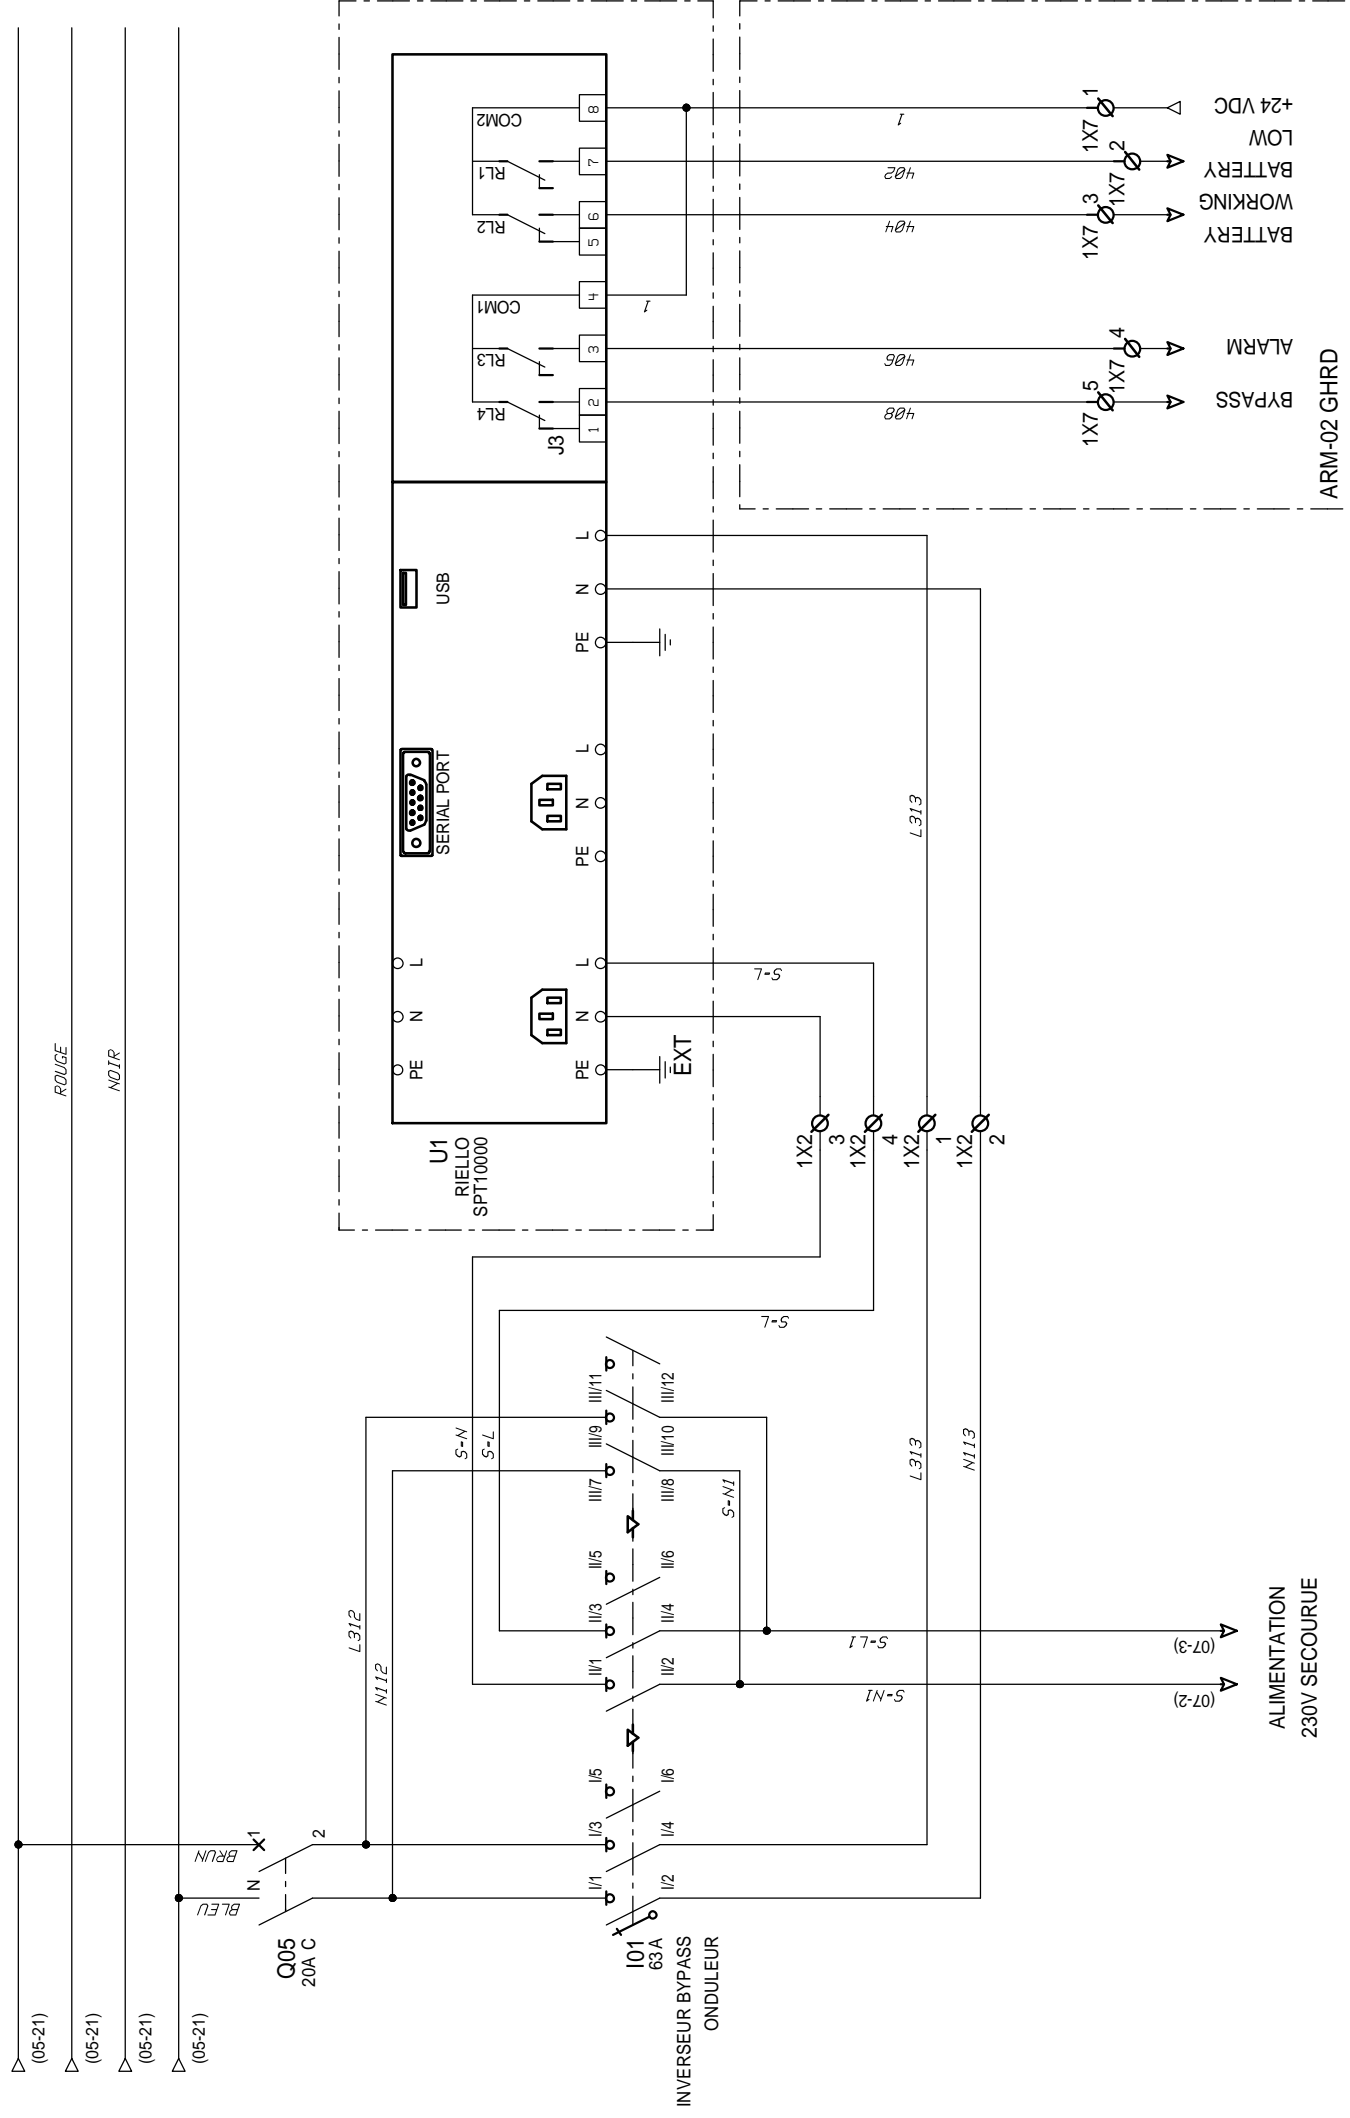 (05-21)
(05-21)
(05-21)
(05-21)
ROUGE
NOIR
BRUN
BLEU
1
N
2
Q05
20A C
L312
N112
S-N
S-L
I/1
I/3
I/5
II/1
II/3
II/5
III/7
III/9
III/11
I/2
I/4
I/6
II/2
II/4
II/6
III/8
III/10
III/12
I01
63 A
INVERSEUR BYPASS
ONDULEUR
S-N1
S-L
S-N1
S-L1
L313
N113
(07-2)
(07-3)
ALIMENTATION
230V SECOURUE
U1
RIELLO
SPT10000
PE
N
L
SERIAL PORT
USB
PE
N
L
PE
N
L
PE
N
L
EXT
S-L
L313
1X2
3
1X2
4
1X2
1
1X2
2
J3
1
2
3
4
5
6
7
8
RL4
RL3
COM1
RL2
RL1
COM2
408
406
1
404
402
1
1X7
5
1X7
4
1X7
3
1X7
2
1X7
1
BYPASS
ALARM
BATTERY
WORKING
BATTERY
LOW
+24 VDC
ARM-02 GHRD